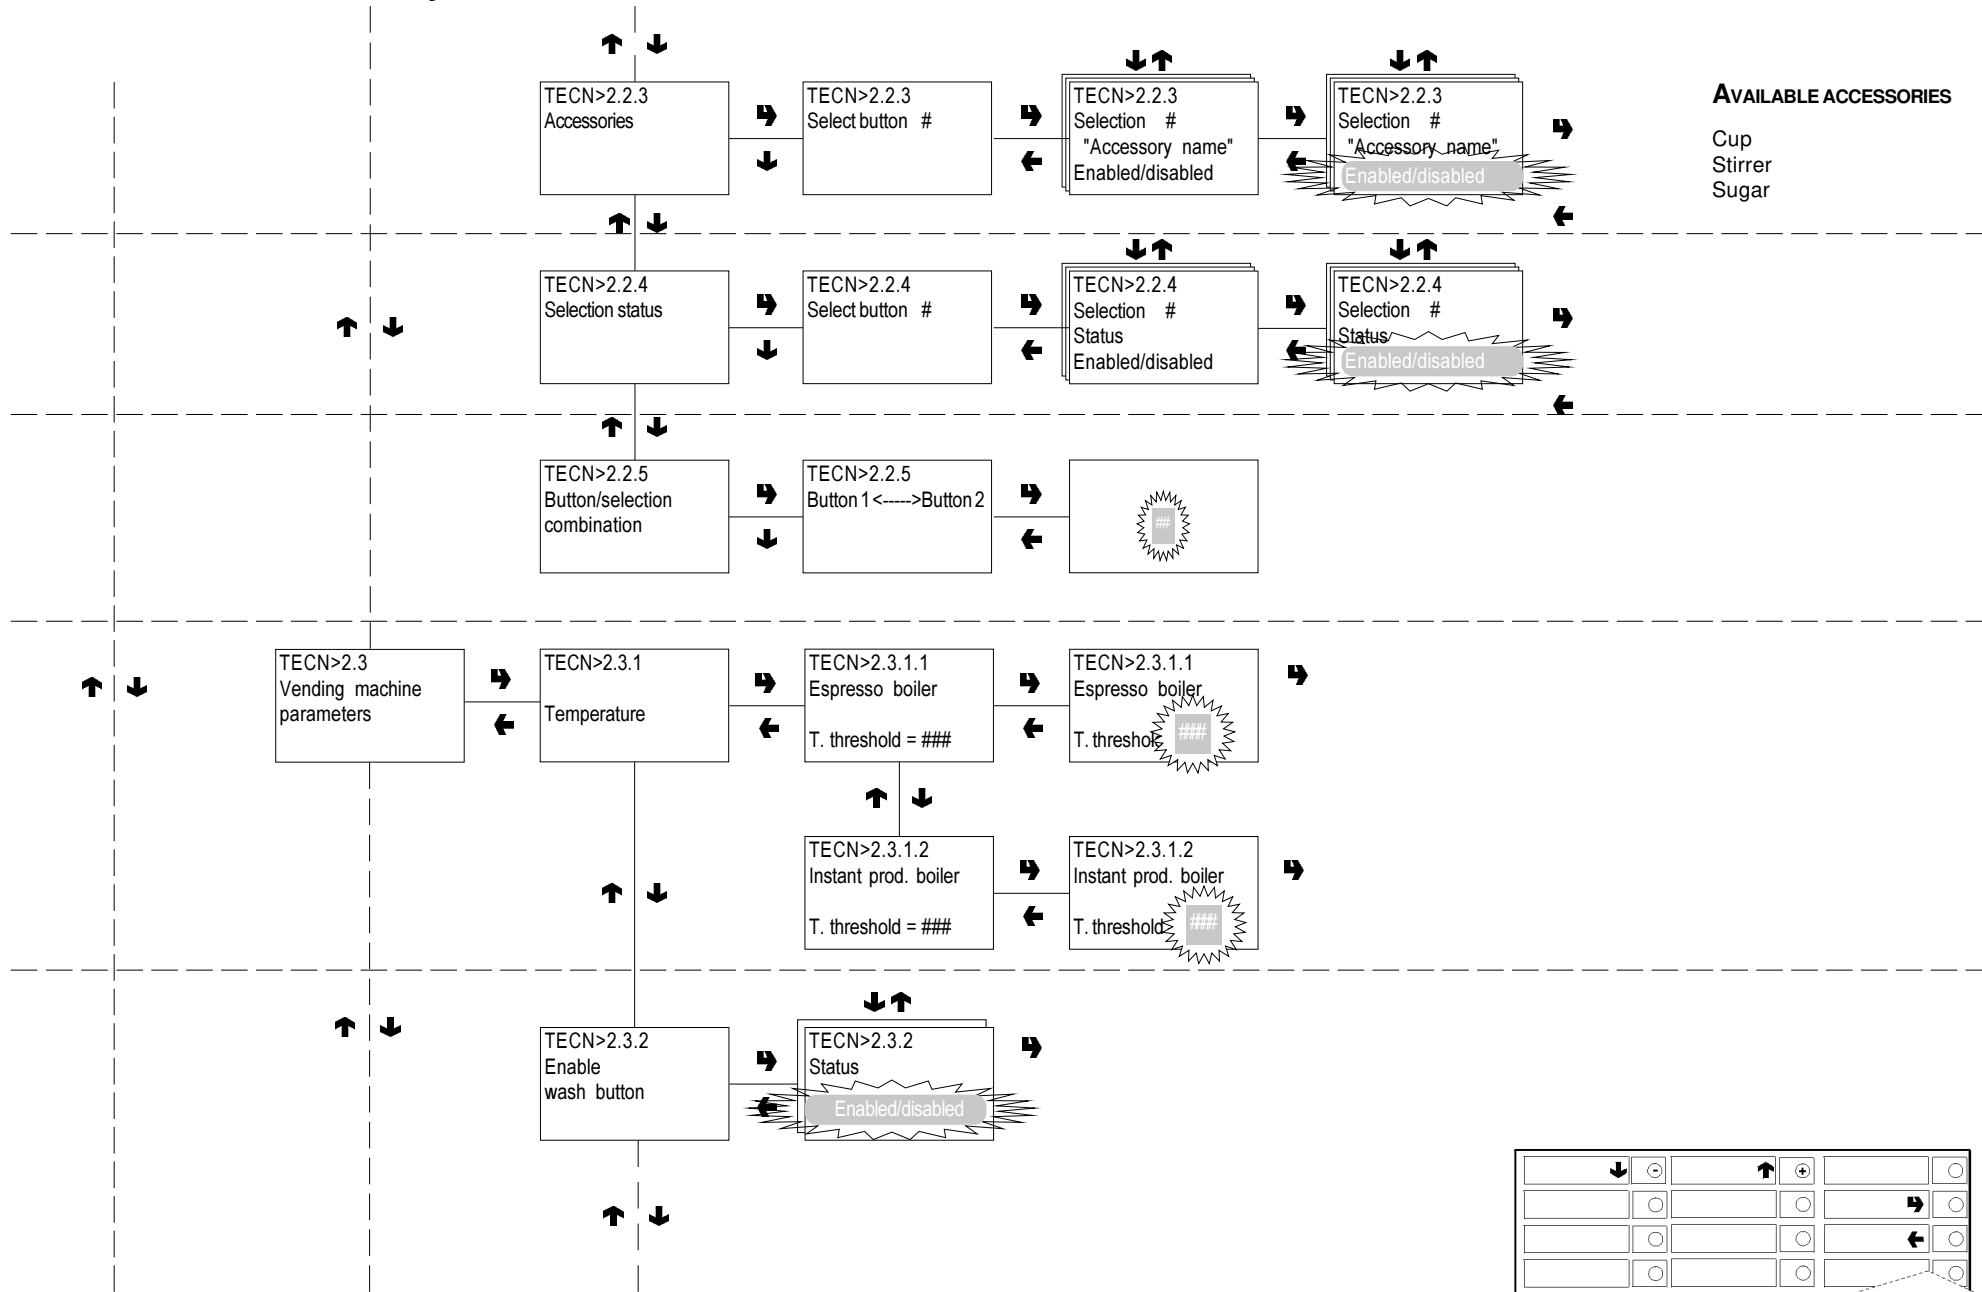 TECN>2.2.3
Accessories
TECN>2.2.3
Select button #
TECN>2.2.3
Selection #
"Accessory name"
Enabled/disabled
TECN>2.2.3
Selection #
"Accessory name"
Enabled/disabled
AVAILABLE ACCESSORIES
Cup
Stirrer
Sugar
TECN>2.2.4
Selection status
TECN>2.2.4
Select button #
TECN>2.2.4
Selection #
Status
Enabled/disabled
TECN>2.2.4
Selection #
Status
Enabled/disabled
TECN>2.2.5
Button/selection
combination
TECN>2.2.5
Button 1 <----->Button 2
##
TECN>2.3
Vending machine
parameters
TECN>2.3.1
Temperature
TECN>2.3.1.1
Espresso boiler
T. threshold = ###
TECN>2.3.1.1
Espresso boiler
T. threshol ###
TECN>2.3.1.2
Instant prod. boiler
T. threshold = ###
TECN>2.3.1.2
Instant prod. boiler
T. threshold ###
TECN>2.3.2
Enable
wash button
TECN>2.3.2
Status
Enabled/disabled
- +